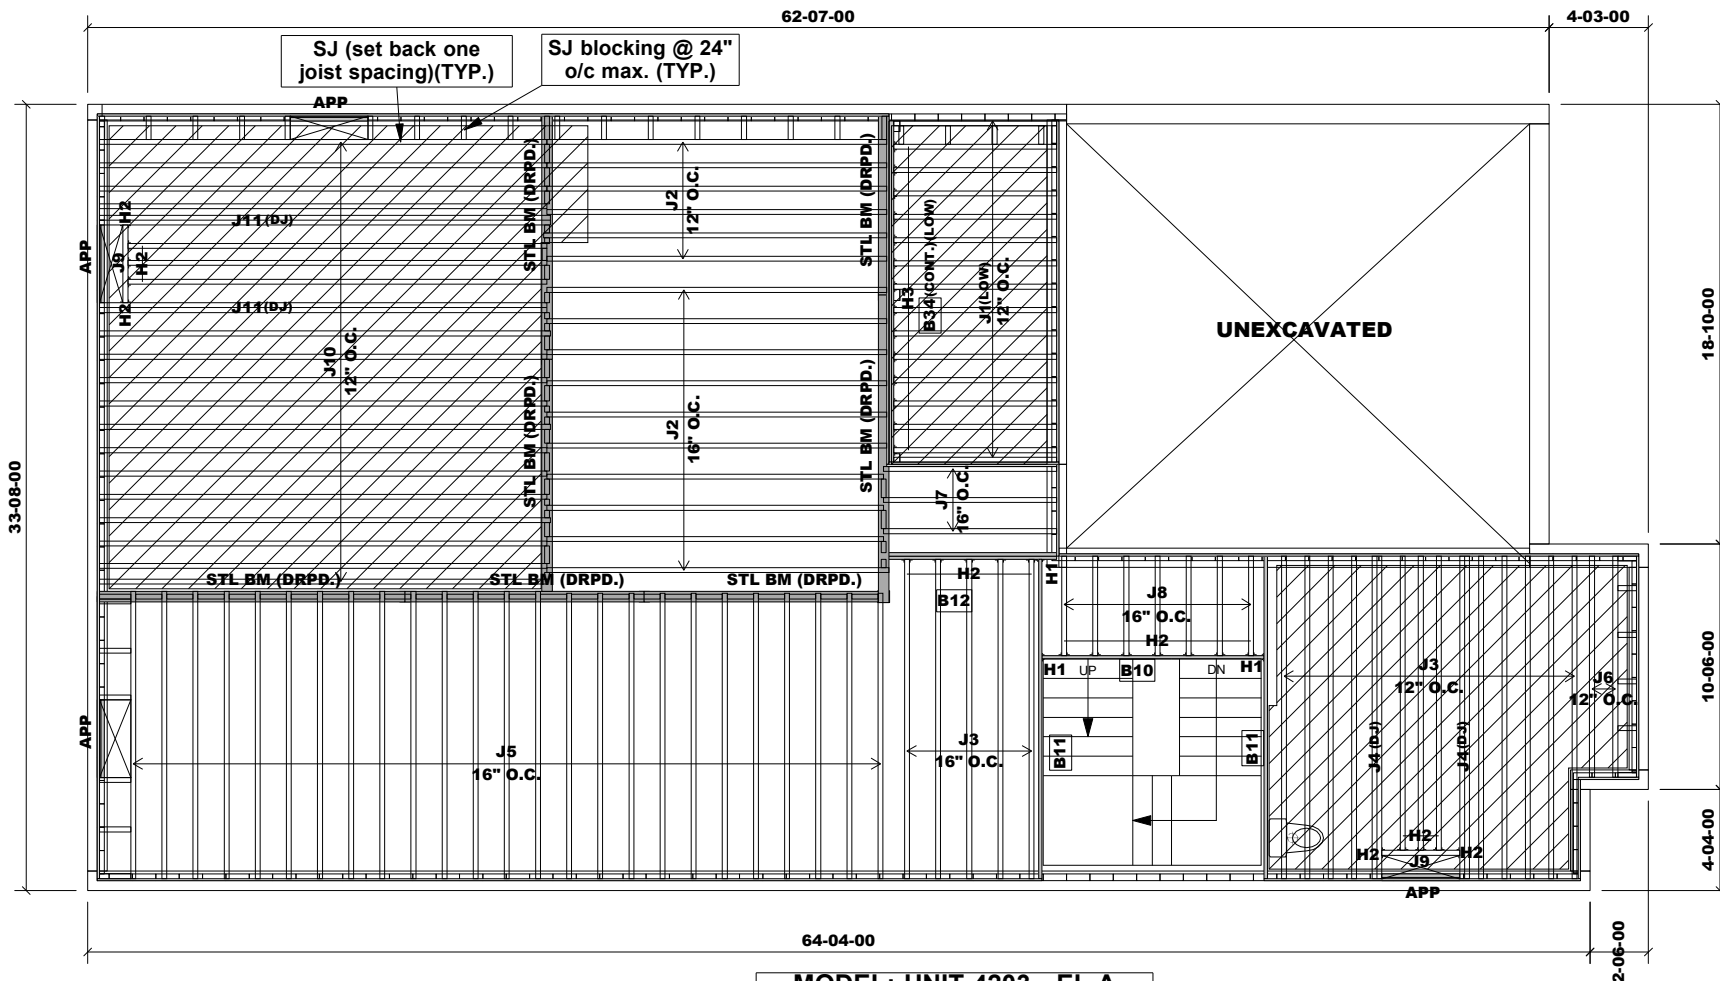 62-07-00
4-03-00
SJ (set back one
joist spacing)(TYP.)
SJ blocking @ 24"
o/c max. (TYP.)
APP
STL BM (DRPD.)
J2
12" O.C.
STL BM (DRPD.)
H2
J11(DJ)
APP
J9
H2
H2
J11(DJ)
J10
12" O.C.
B34(CONT.)(LOW)
H3
J1(LOW)
12" O.C.
UNEXCAVATED
18-10-00
33-08-00
STL BM (DRPD.)
J2
16" O.C.
STL BM (DRPD.)
J7
16" O.C.
STL BM (DRPD.)
STL BM (DRPD.)
STL BM (DRPD.)
H2
B12
H1
J8
16" O.C.
H2
H1
UP
B10
DN
H1
J3
12" O.C.
J6
12" O.C.
10-06-00
APP
J5
16" O.C.
J3
16" O.C.
B11
B11
J4(DJ)
J4(DJ)
H2
H2
J9
H2
APP
4-04-00
64-04-00
2-06-00
MODEL: UNIT 4203 - EL A